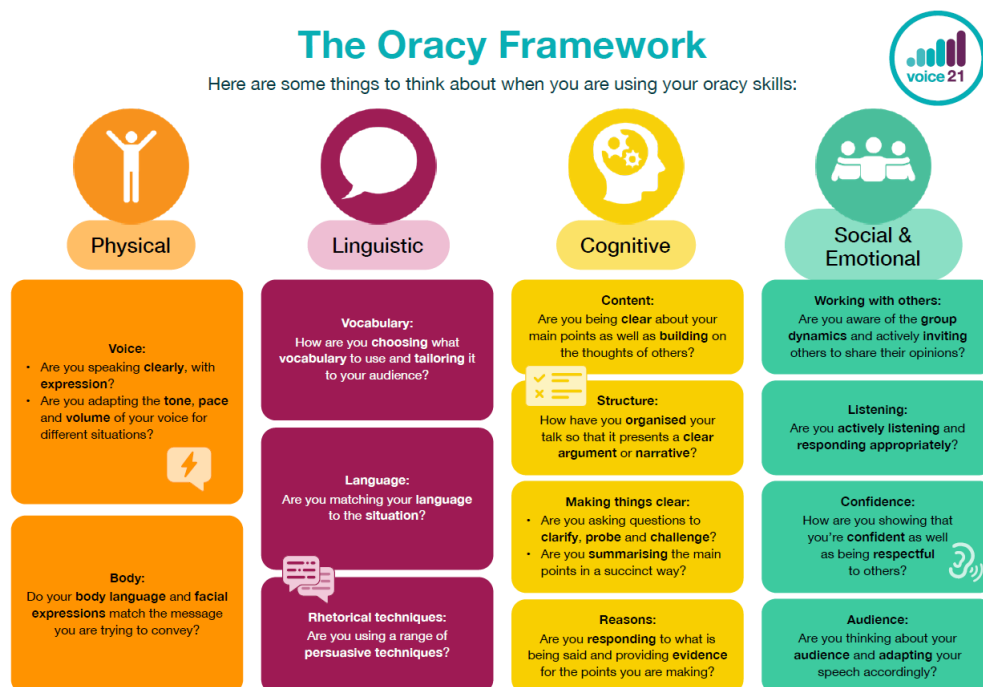 The Oracy Framework
Here are some things to think about when you are using your oracy skills:
voice 21
Physical
Voice:
• Are you speaking clearly, with
expression?
• Are you adapting the tone, pace
and volume of your voice for
different situations?
Body:
Do your body language and facial
expressions match the message
you are trying to convey?
Linguistic
Vocabulary:
How are you choosing what
vocabulary to use and tailoring it
to your audience?
Language:
Are you matching your language
to the situation?
Rhetorical techniques:
Are you using a range of
persuasive techniques?
Cognitive
Content:
Are you being clear about your
main points as well as building on
the thoughts of others?
Structure:
How have you organised your
talk so that it presents a clear
argument or narrative?
Making things clear:
• Are you asking questions to
clarify, probe and challenge?
• Are you summarising the main
points in a succinct way?
Reasons:
Are you responding to what is
being said and providing evidence
for the points you are making?
Social &
Emotional
Working with others:
Are you aware of the group
dynamics and actively inviting
others to share their opinions?
Listening:
Are you actively listening and
responding appropriately?
Confidence:
How are you showing that
you're confident as well
as being respectful
to others?
Audience:
Are you thinking about your
audience and adapting your
speech accordingly?